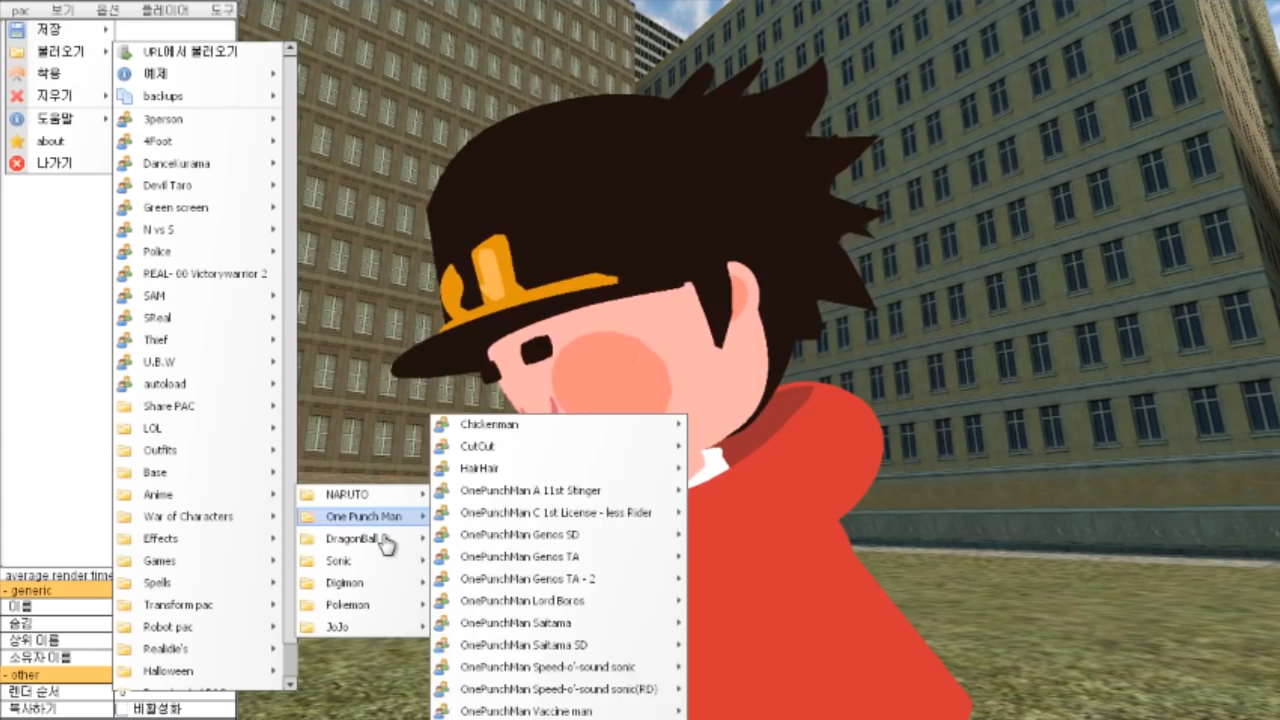 pac 보기 옵션 플레이어 도구
저장
불러오기
착용
지우기
도움말
about
나가기
URL에서 불러오기
예제
backups
3person
4Foot
DanceKurama
Devil Taro
Green screen
N vs S
Police
REAL- 00 Victorywarrior 2
SAM
SReal
Thief
U.B.W
autoload
Share PAC
LOL
Outfits
Base
Anime
War of Characters
Effects
Games
Spells
Transform pac
Robot pac
Realidie's
Halloween
NARUTO
One Punch Man
DragonBall
Sonic
Digimon
Pokemon
JoJo
Chickenman
CutCut
HairHair
OnePunchMan A 11st Stinger
OnePunchMan C 1st License - less Rider
OnePunchMan Genos SD
OnePunchMan Genos TA
OnePunchMan Genos TA - 2
OnePunchMan Lord Boros
OnePunchMan Saitama
OnePunchMan Saitama SD
OnePunchMan Speed-o'-sound sonic
OnePunchMan Speed-o'-sound sonic(RD)
OnePunchMan Vaccine man
average render time
- generic
이름
숨김
상위 이름
소유자 이름
- other
렌더 순서
복사하기
비활성화